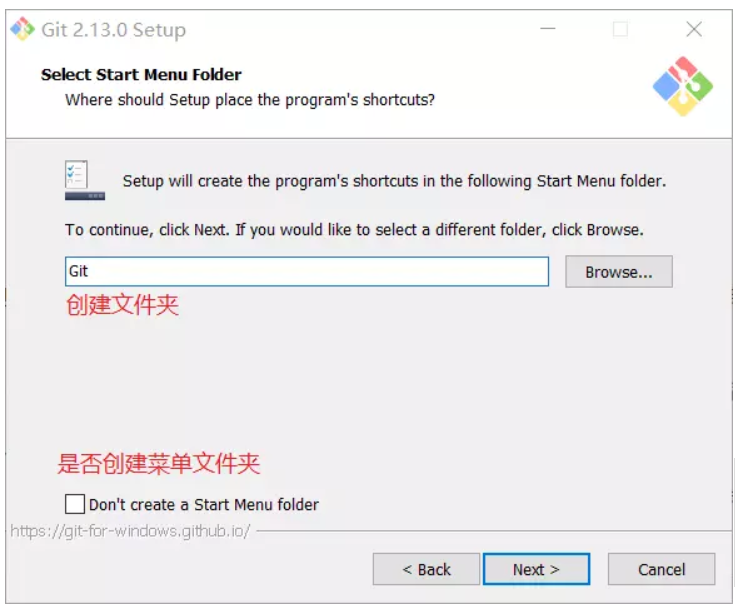 Git 2.13.0 Setup
Select Start Menu Folder
Where should Setup place the program's shortcuts?
Setup will create the program's shortcuts in the following Start Menu folder.
To continue, click Next. If you would like to select a different folder, click Browse.
Git
Browse...
创建文件夹
是否创建菜单文件夹
Don't create a Start Menu folder
https://git-for-windows.github.io/
< Back
Next >
Cancel